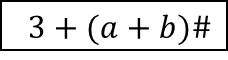 3 + (a + b)#